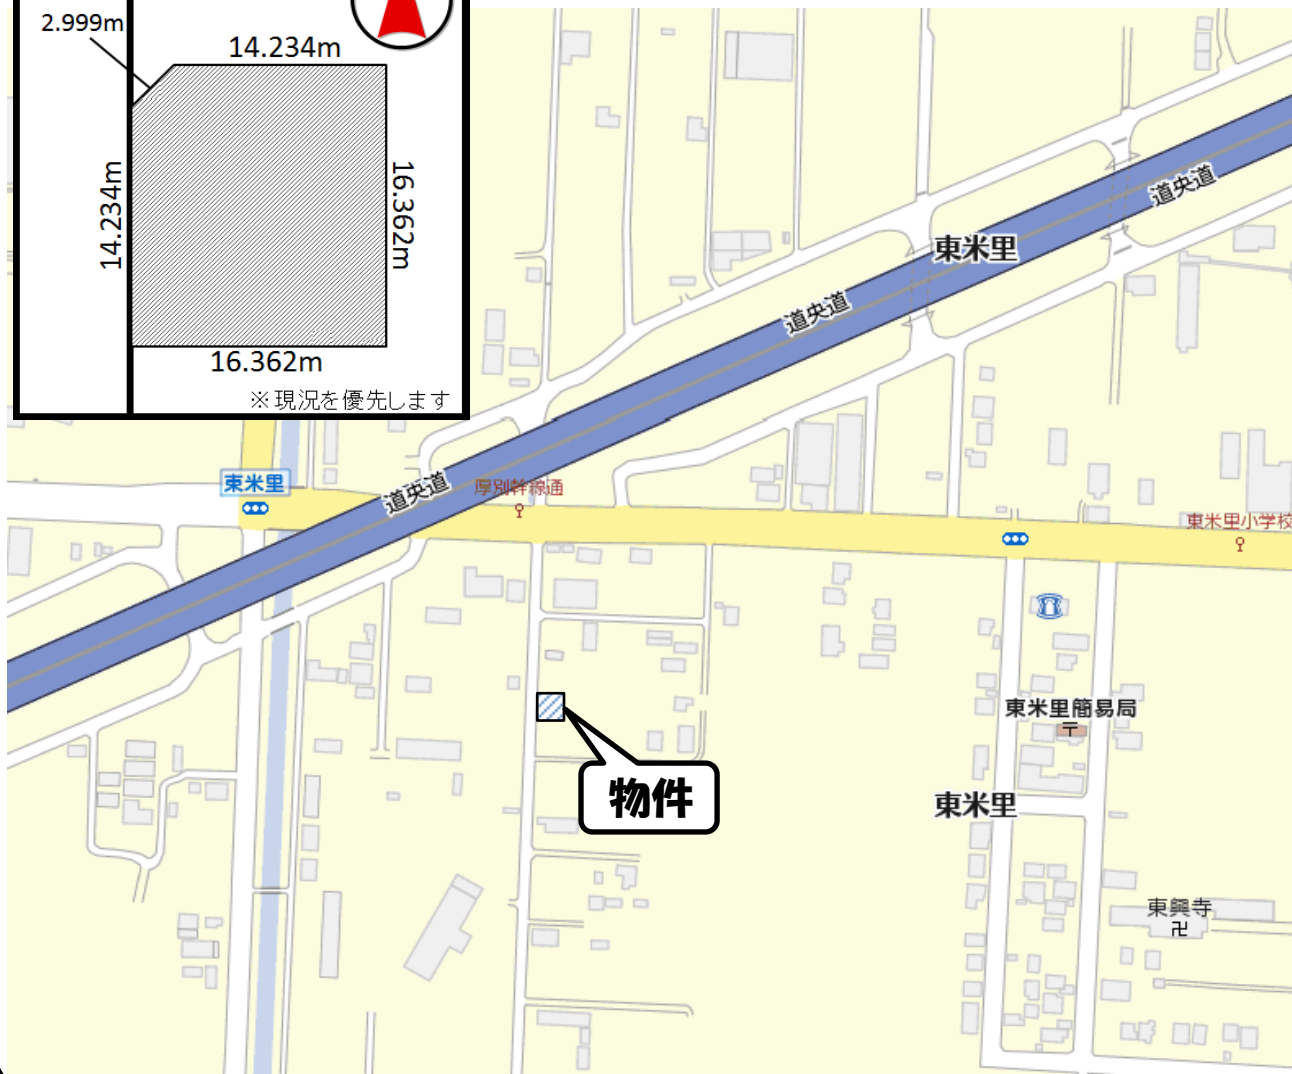 2.999m
14.234m
14.234m
16.362m
16.362m
※現況を優先します
道央道
東米里
道央道
東米里
道央道
厚別幹線通
東米里小学校
東米里簡易局
物件
東米里
東興寺